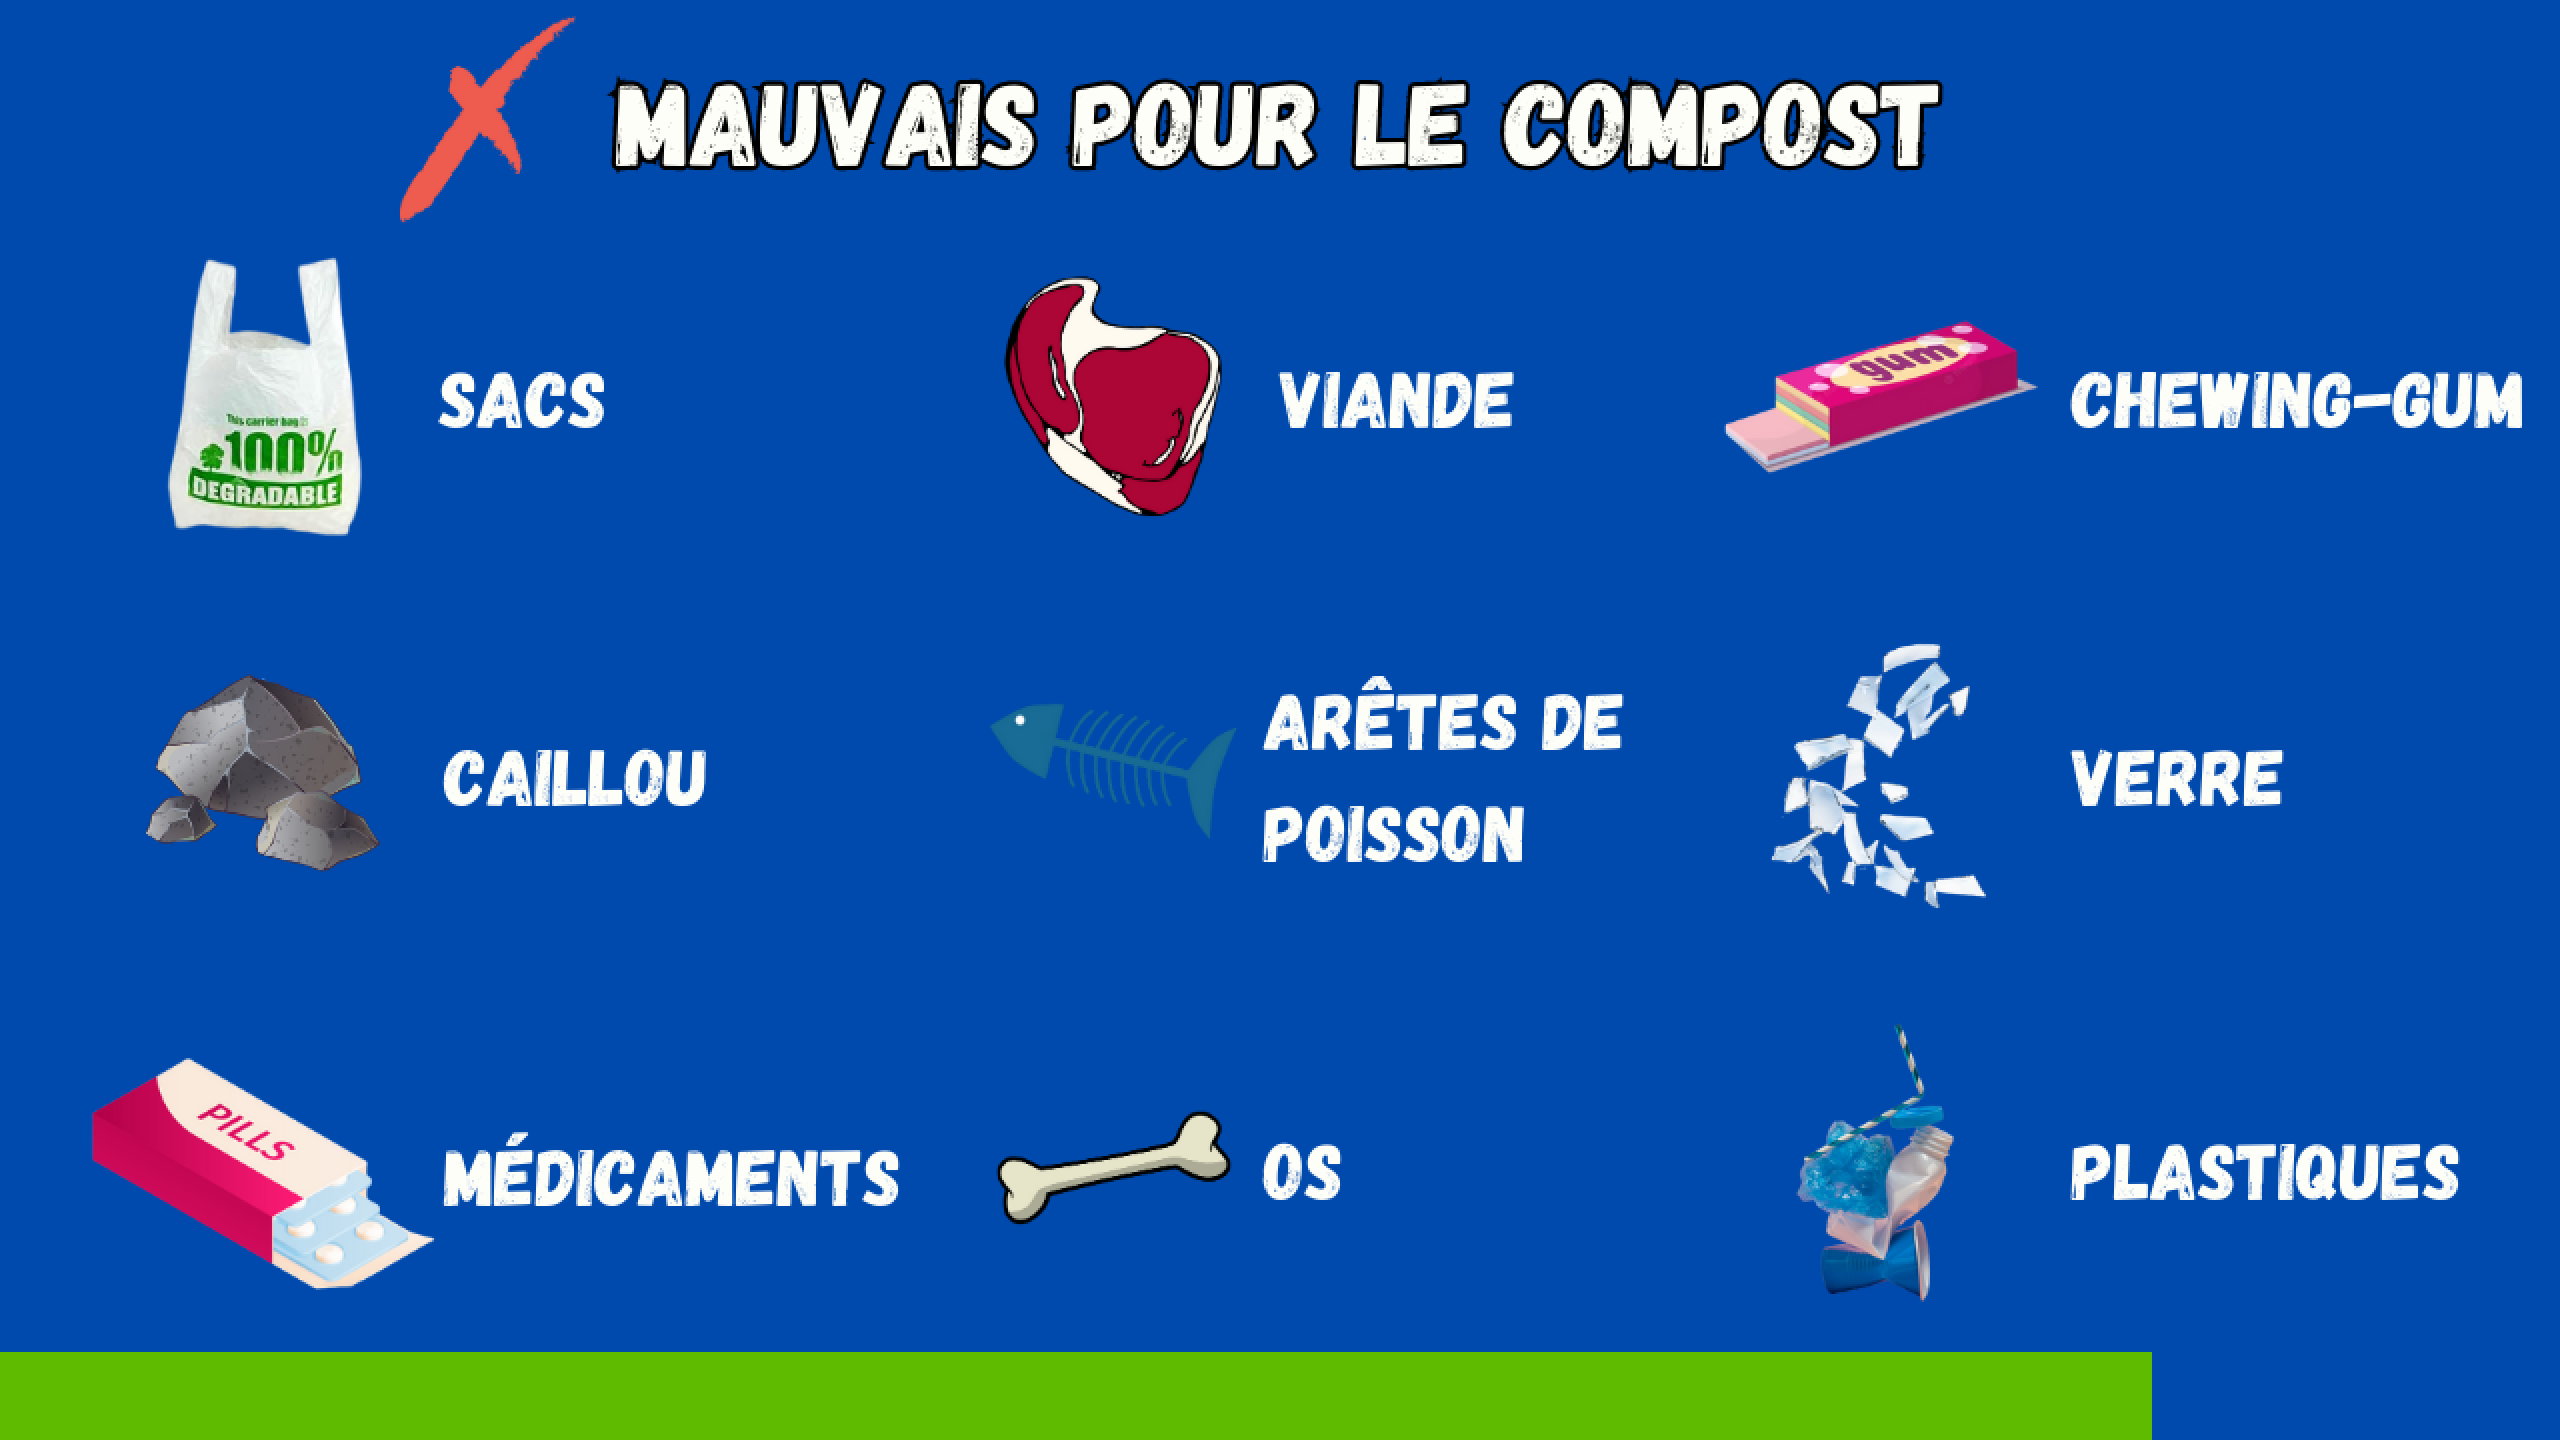 MAUVAIS POUR LE COMPOST
This carrier bag is
100%
DEGRADABLE
SACS
VIANDE
gum
CHEWING-GUM
CAILLOU
ARÊTES DE
POISSON
VERRE
PILLS
MÉDICAMENTS
OS
PLASTIQUES